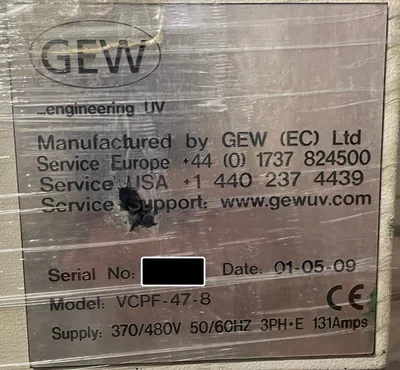 GEW
...engineering UV
Manufactured by GEW (EC) Ltd
Service Europe +44 (0) 1737 824500
Service USA +1 440 237 4439
Service Support: www.gewuv.com
Serial No: Date: 01-05-09
Model: VCPF-47-8
CE
Supply: 370/480V 50/60HZ 3PH+E 131Amps